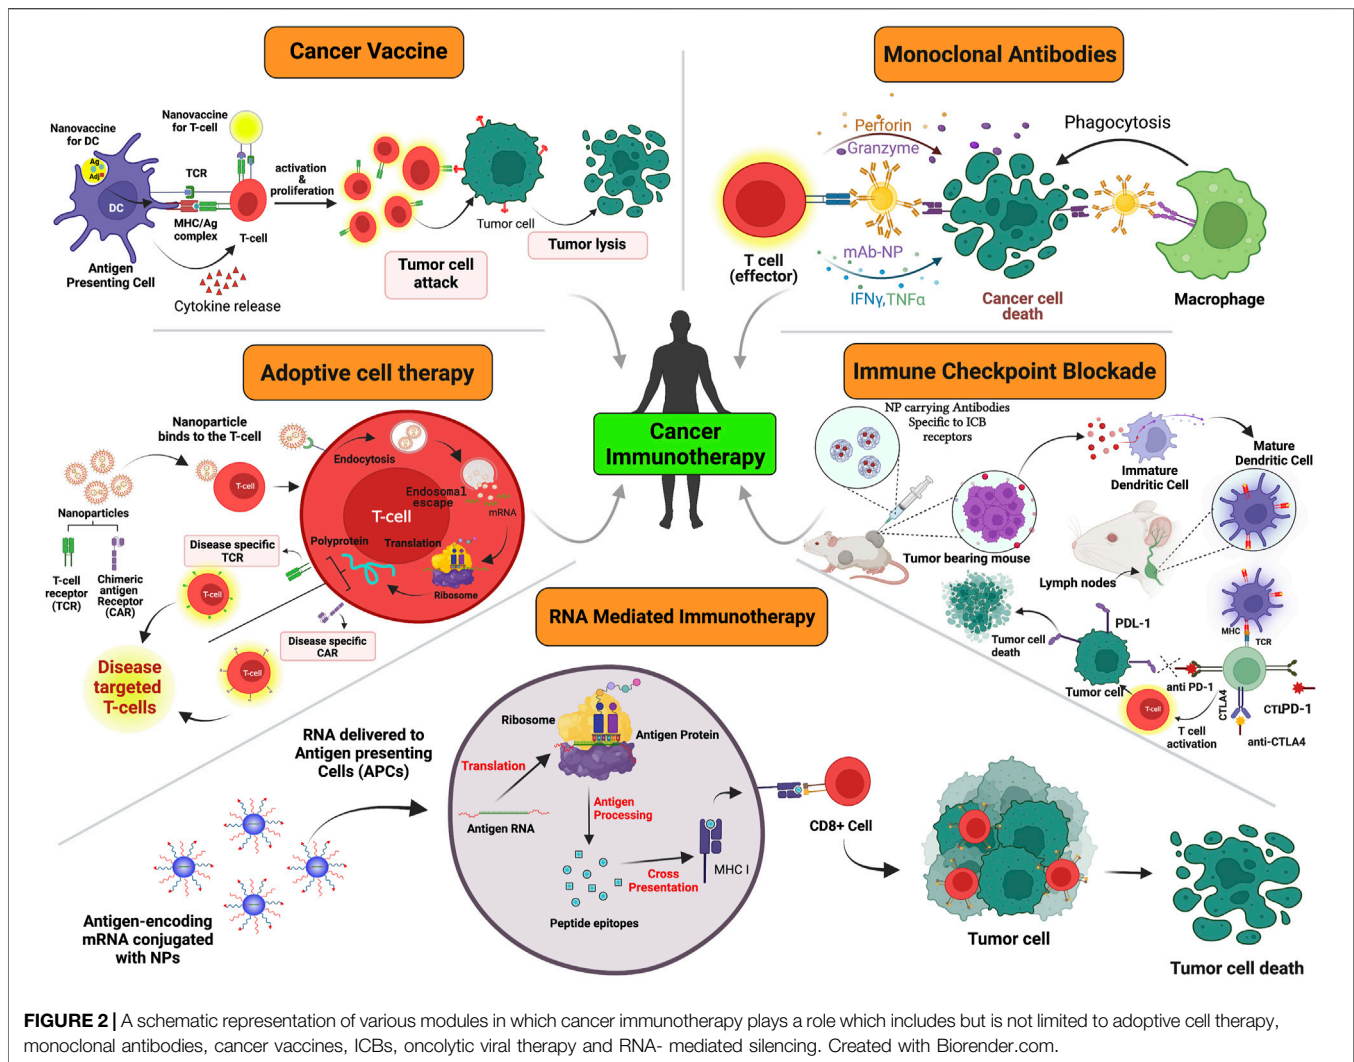 Cancer Vaccine
Nanovaccine
for DC
Nanovaccine
for T-cell
Ag
Adj
DC
TCR
MHC/Ag
complex
T-cell
Antigen
Presenting Cell
Cytokine release
activation
&
proliferation
Tumor cell
attack
Tumor cell
Tumor lysis
Monoclonal Antibodies
Perforin
Granzyme
Phagocytosis
T cell
(effector)
mAb-NP
IFNγ,TNFα
Cancer cell
death
Macrophage
Adoptive cell therapy
Nanoparticle
binds to the T-cell
T-cell
Nanoparticles
T-cell
receptor
(TCR)
Chimeric
antigen
Receptor
(CAR)
Endocytosis
Endosomal
escape
mRNA
T-cell
Polyprotein
Translation
Ribosome
Disease specific
TCR
T-cell
Disease specific
CAR
T-cell
Disease
targeted
T-cells
Cancer
Immunotherapy
Immune Checkpoint Blockade
NP carrying Antibodies
Specific to ICB
receptors
Tumor bearing mouse
Immature
Dendritic Cell
Mature
Dendritic Cell
Lymph nodes
Tumor cell
death
PDL-1
Tumor cell
MHC
TCR
anti PD-1
CTLA4
CTL
PD-1
T-cell
T cell
activation
anti-CTLA4
RNA Mediated Immunotherapy
RNA delivered to
Antigen presenting
Cells (APCs)
Antigen-encoding
mRNA conjugated
with NPs
Ribosome
Antigen Protein
Translation
Antigen RNA
Antigen
Processing
Peptide epitopes
Cross
Presentation
MHC I
CD8+ Cell
Tumor cell
Tumor cell death
FIGURE 2 | A schematic representation of various modules in which cancer immunotherapy plays a role which includes but is not limited to adoptive cell therapy,
monoclonal antibodies, cancer vaccines, ICBs, oncolytic viral therapy and RNA- mediated silencing. Created with Biorender.com.